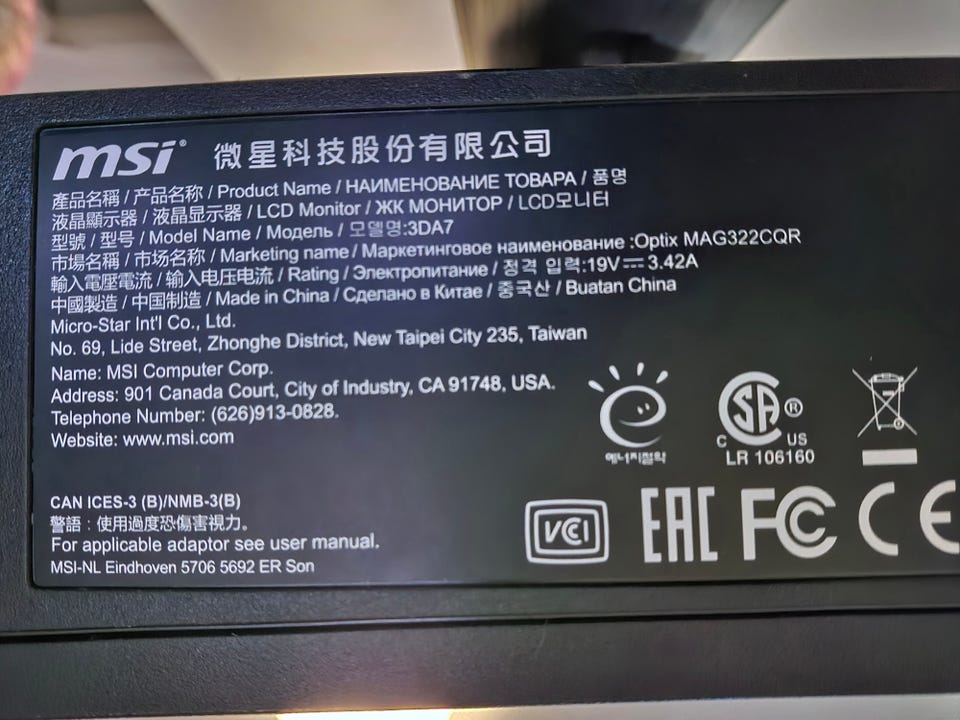 msi® 微星科技股份有限公司
產品名稱 / 产品名称 / Product Name / НАИМЕНОВАНИЕ ТОВАРА / 품명
液晶顯示器 / 液晶显示器 / LCD Monitor / ЖК МОНИТОР / LCD모니터
型號 / 型号 / Model Name / Модель / 모델명:3DA7
市場名稱 / 市场名称 / Marketing name / Маркетинговое наименование :Optix MAG322CQR
輸入電壓電流 / 输入电压电流 / Rating / Электропитание / 정격 입력:19V⎓3.42A
中國製造 / 中国制造 / Made in China / Сделано в Китае / 중국산 / Buatan China
Micro-Star Int'l Co., Ltd.
No. 69, Lide Street, Zhonghe District, New Taipei City 235, Taiwan
Name: MSI Computer Corp.
Address: 901 Canada Court, City of Industry, CA 91748, USA.
Telephone Number: (626)913-0828.
Website: www.msi.com
에너지절약
SA®
C US
LR 106160
CAN ICES-3 (B)/NMB-3(B)
警語：使用過度恐傷害視力。
For applicable adaptor see user manual.
MSI-NL Eindhoven 5706 5692 ER Son
VCI EAC FC CE